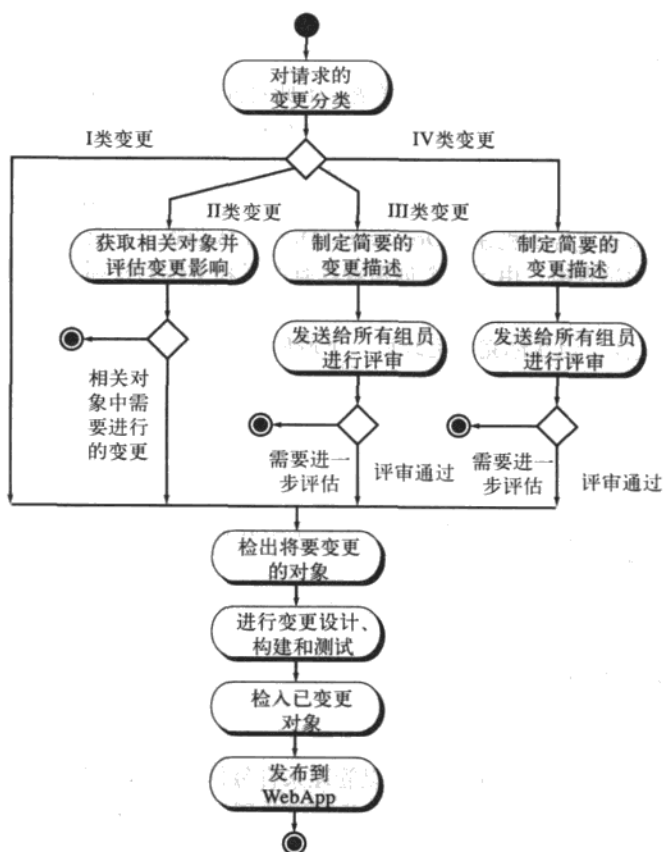 对请求的
变更分类
I类变更
IV类变更
II类变更
III类变更
获取相关对象并
评估变更影响
制定简要的
变更描述
制定简要的
变更描述
发送给所有组员
进行评审
发送给所有组员
进行评审
相关对
象中需
要进行
的变更
需要进一
步评估
评审通过
需要进一
步评估
评审通过
检出将要变更
的对象
进行变更设计、
构建和测试
检入已变更
对象
发布到
WebApp